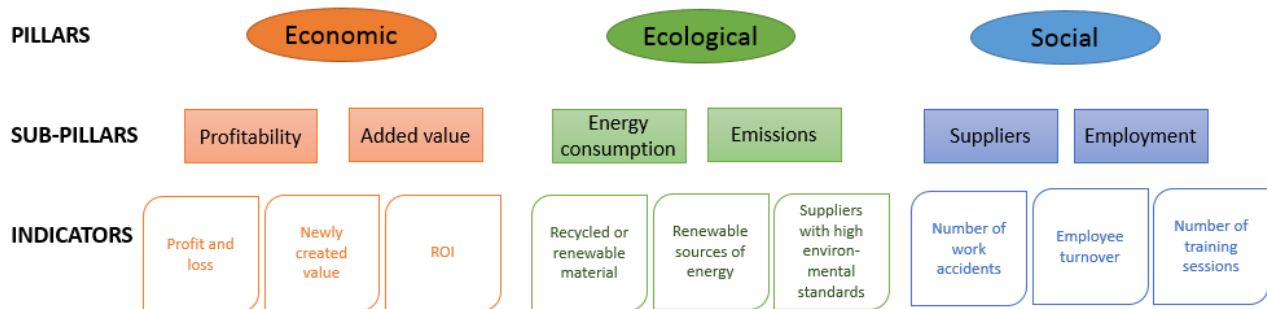 PILLARS
Economic
Ecological
Social
SUB-PILLARS
Profitability
Added value
Energy
consumption
Emissions
Suppliers
Employment
INDICATORS
Profit and
loss
Newly
created
value
ROI
Recycled or
renewable
material
Renewable
sources of
energy
Suppliers
with high
environ-
mental
standards
Number of
work
accidents
Employee
turnover
Number of
training
sessions